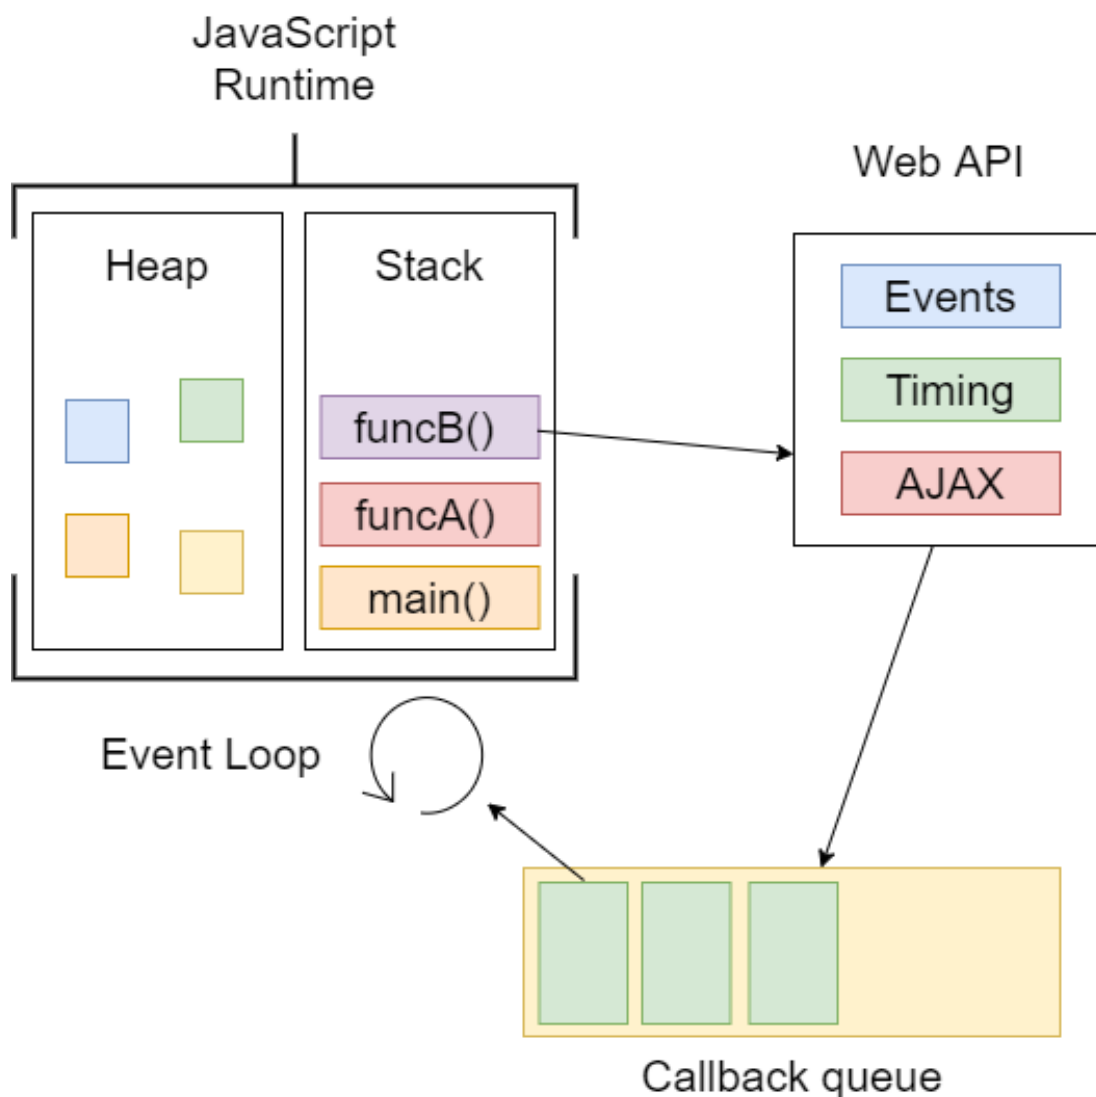 JavaScript
Runtime
Web API
Heap
Stack
Events
Timing
AJAX
funcB()
funcA()
main()
Event Loop
Callback queue